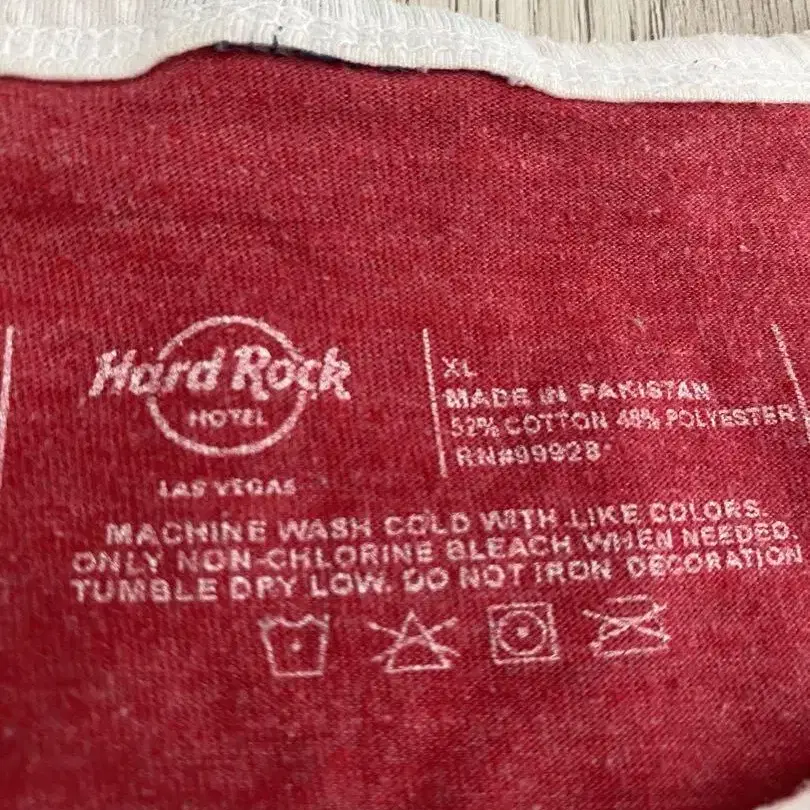 Hard Rock
HOTEL
LAS VEGAS
XL
MADE IN PAKISTAN
52% COTTON 48% POLYESTER
RN#99928
MACHINE WASH COLD WITH LIKE COLORS.
ONLY NON-CHLORINE BLEACH WHEN NEEDED.
TUMBLE DRY LOW. DO NOT IRON DECORATION